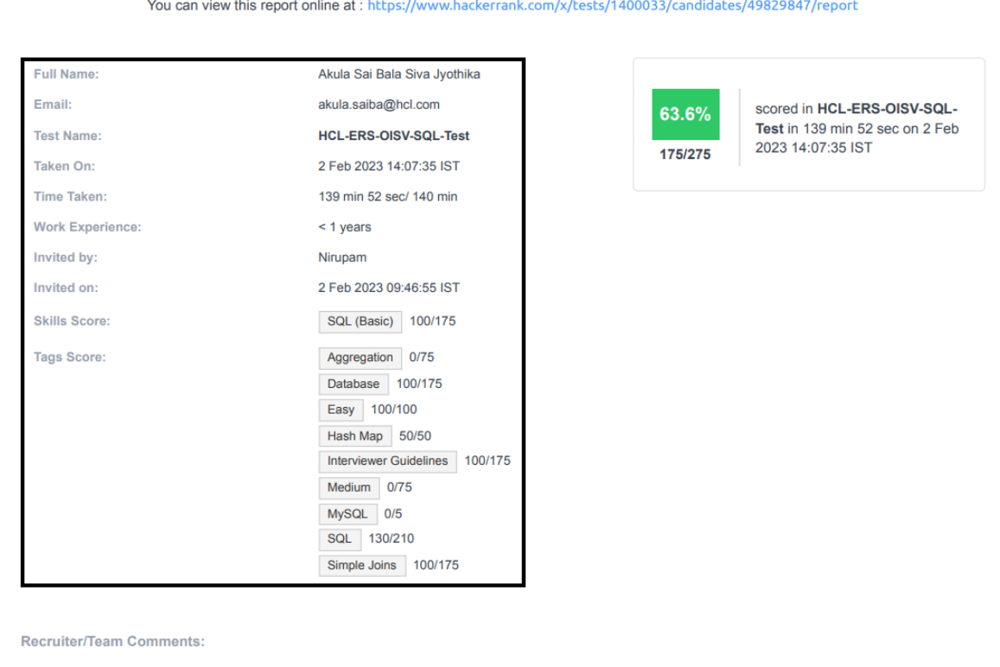 You can view this report online at : https://www.hackerrank.com/x/tests/1400033/candidates/49829847/report
Full Name: Akula Sai Bala Siva Jyothika
Email: akula.saiba@hcl.com
Test Name: HCL-ERS-OISV-SQL-Test
Taken On: 2 Feb 2023 14:07:35 IST
Time Taken: 139 min 52 sec/ 140 min
Work Experience: < 1 years
Invited by: Nirupam
Invited on: 2 Feb 2023 09:46:55 IST
Skills Score: SQL (Basic) 100/175
Tags Score: Aggregation 0/75
Database 100/175
Easy 100/100
Hash Map 50/50
Interviewer Guidelines 100/175
Medium 0/75
MySQL 0/5
SQL 130/210
Simple Joins 100/175
63.6%
175/275
scored in HCL-ERS-OISV-SQL-
Test in 139 min 52 sec on 2 Feb
2023 14:07:35 IST
Recruiter/Team Comments: